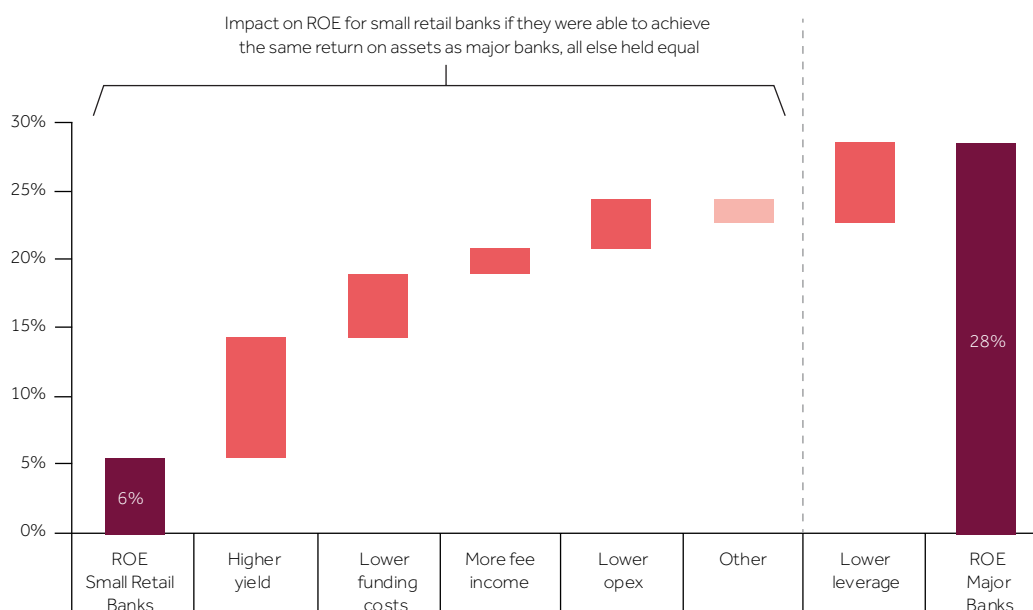 Impact on ROE for small retail banks if they were able to achieve
the same return on assets as major banks, all else held equal
30%
25%
20%
15%
10%
5%
0%
6%
28%
ROE
Small Retail
Banks
Higher
yield
Lower
funding
costs
More fee
income
Lower
opex
Other
Lower
leverage
ROE
Major
Banks